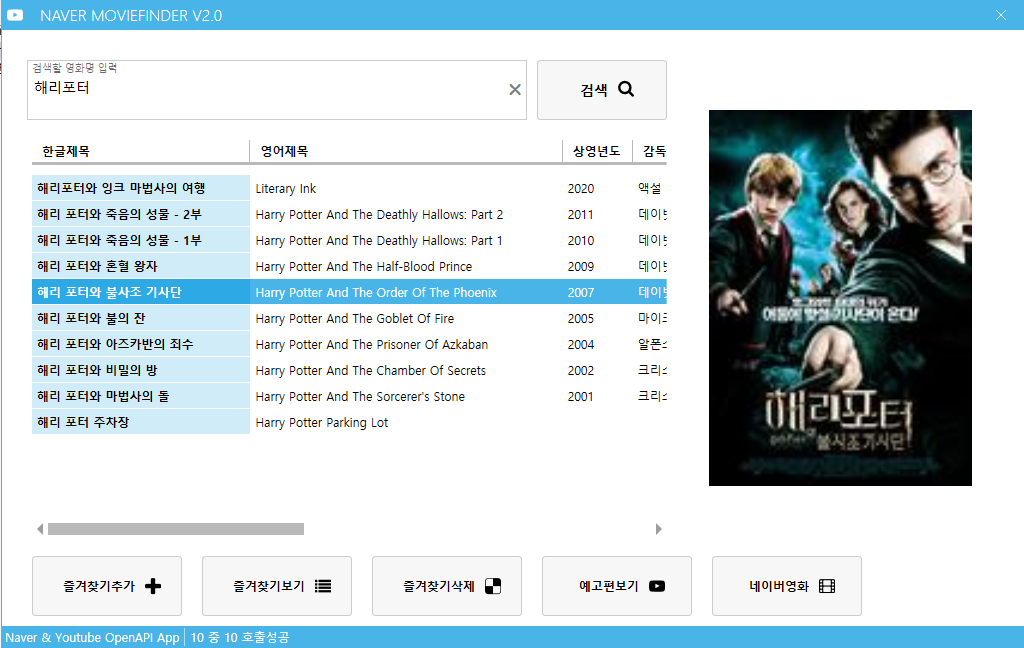 NAVER MOVIEFINDER V2.0
검색할 영화명 입력
해리포터
검색
한글제목 영어제목 상영년도 감독
해리포터와 잉크 마법사의 여행 Literary Ink 2020 액설
해리 포터와 죽음의 성물 - 2부 Harry Potter And The Deathly Hallows: Part 2 2011 데이빗
해리 포터와 죽음의 성물 - 1부 Harry Potter And The Deathly Hallows: Part 1 2010 데이빗
해리 포터와 혼혈 왕자 Harry Potter And The Half-Blood Prince 2009 데이빗
해리 포터와 불사조 기사단 Harry Potter And The Order Of The Phoenix 2007 데이빗
해리 포터와 불의 잔 Harry Potter And The Goblet Of Fire 2005 마이크
해리 포터와 아즈카반의 죄수 Harry Potter And The Prisoner Of Azkaban 2004 알폰소
해리 포터와 비밀의 방 Harry Potter And The Chamber Of Secrets 2002 크리스
해리 포터와 마법사의 돌 Harry Potter And The Sorcerer's Stone 2001 크리스
해리 포터 주차장 Harry Potter Parking Lot
어둠에 맞설 기사단이 온다!
해리포터
불사조 기사단
즐겨찾기추가 즐겨찾기보기 즐겨찾기삭제 예고편보기 네이버영화
Naver & Youtube OpenAPI App 10 중 10 호출성공